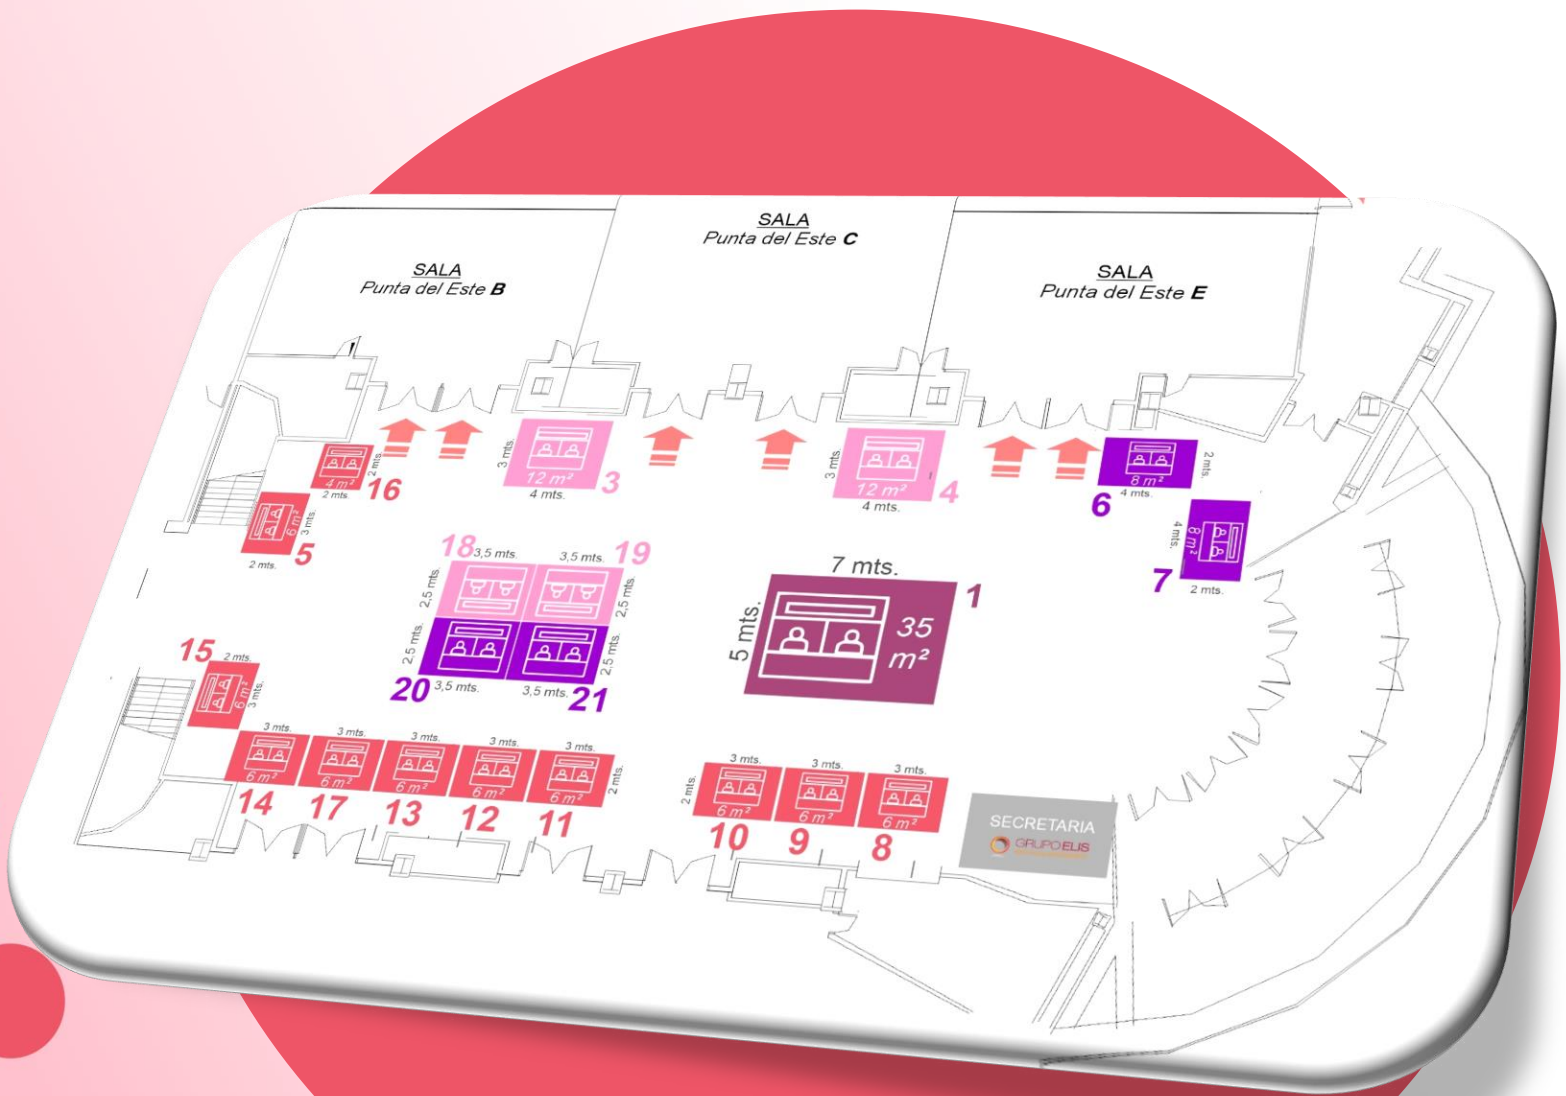 SALA
Punta del Este B
SALA
Punta del Este C
SALA
Punta del Este E
4 m²
2 mts.
2 mts.
16
6 m²
3 mts.
2 mts.
5
3 mts.
12 m²
4 mts.
3
3 mts.
12 m²
4 mts.
4
8 m²
2 mts.
4 mts.
6
4 mts.
8 m²
2 mts.
7
18
3,5 mts.
2,5 mts.
3,5 mts.
19
2,5 mts.
2,5 mts.
20
3,5 mts.
2,5 mts.
3,5 mts.
21
7 mts.
5 mts.
35
m²
1
15
2 mts.
6 m²
3 mts.
3 mts.
6 m²
14
3 mts.
6 m²
17
3 mts.
6 m²
13
3 mts.
6 m²
12
3 mts.
6 m²
2 mts.
11
2 mts.
3 mts.
6 m²
10
3 mts.
6 m²
9
3 mts.
6 m²
8
SECRETARIA
GRUPO ELIS